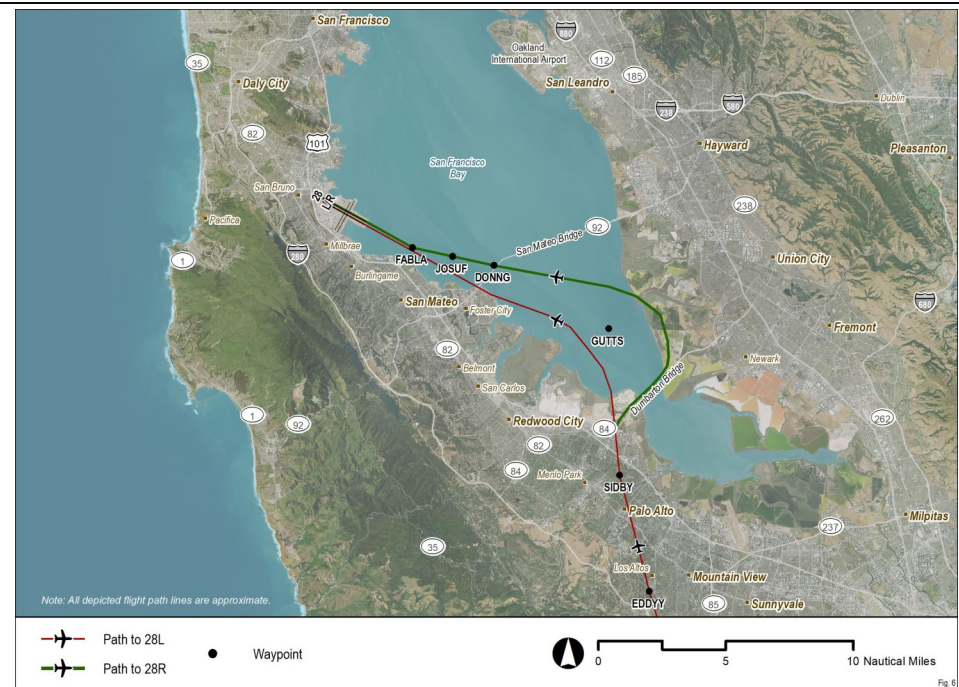 San Francisco
880
Oakland
International Airport
35
112
Daly City
185
San Leandro
Dublin
238
580
82
101
Hayward
Pleasanton
San Francisco
Bay
San Bruno
28
L/R
238
Pacifica
92
San Mateo Bridge
Millbrae
280
FABLA
JOSUF
DONNG
Union City
1
Burlingame
San Mateo
680
Foster City
GUTTS
Fremont
82
Newark
Belmont
San Carlos
Dumbarton Bridge
1
92
Redwood City
84
262
82
84
Menlo Park
SIDBY
Palo Alto
Milpitas
237
35
Los Altos
Mountain View
EDDYY
85
Sunnyvale
Note: All depicted flight path lines are approximate.
Path to 28L
Path to 28R
Waypoint
0
5
10 Nautical Miles
Fig. 6